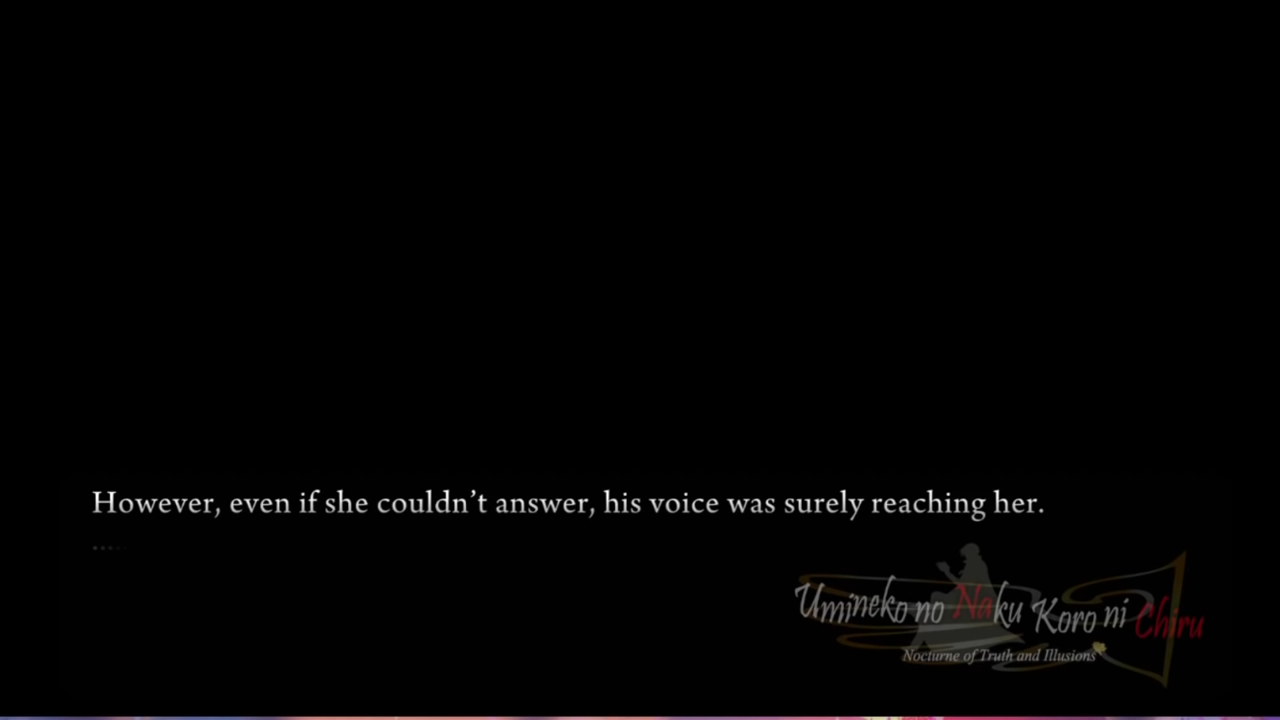 However, even if she couldn’t answer, his voice was surely reaching her.
....
Umineko no Naku Koro ni Chiru
Nocturne of Truth and Illusions